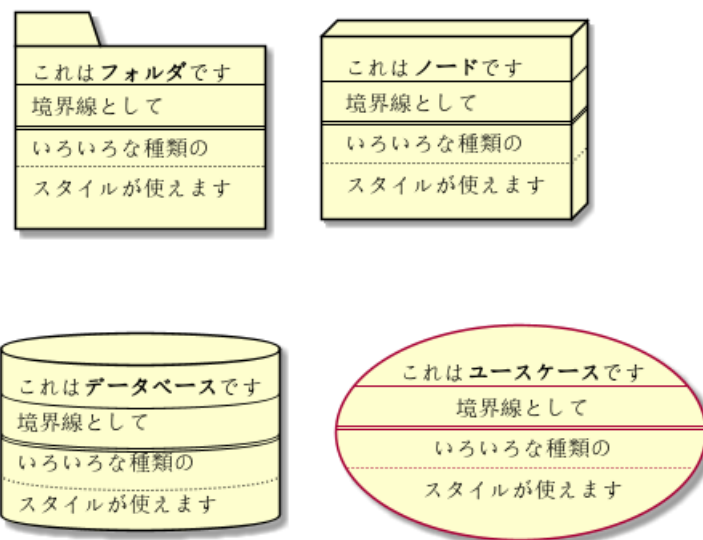 これはフォルダです
境界線として
いろいろな種類の
スタイルが使えます
これはノードです
境界線として
いろいろな種類の
スタイルが使えます
これはデータベースです
境界線として
いろいろな種類の
スタイルが使えます
これはユースケースです
境界線として
いろいろな種類の
スタイルが使えます